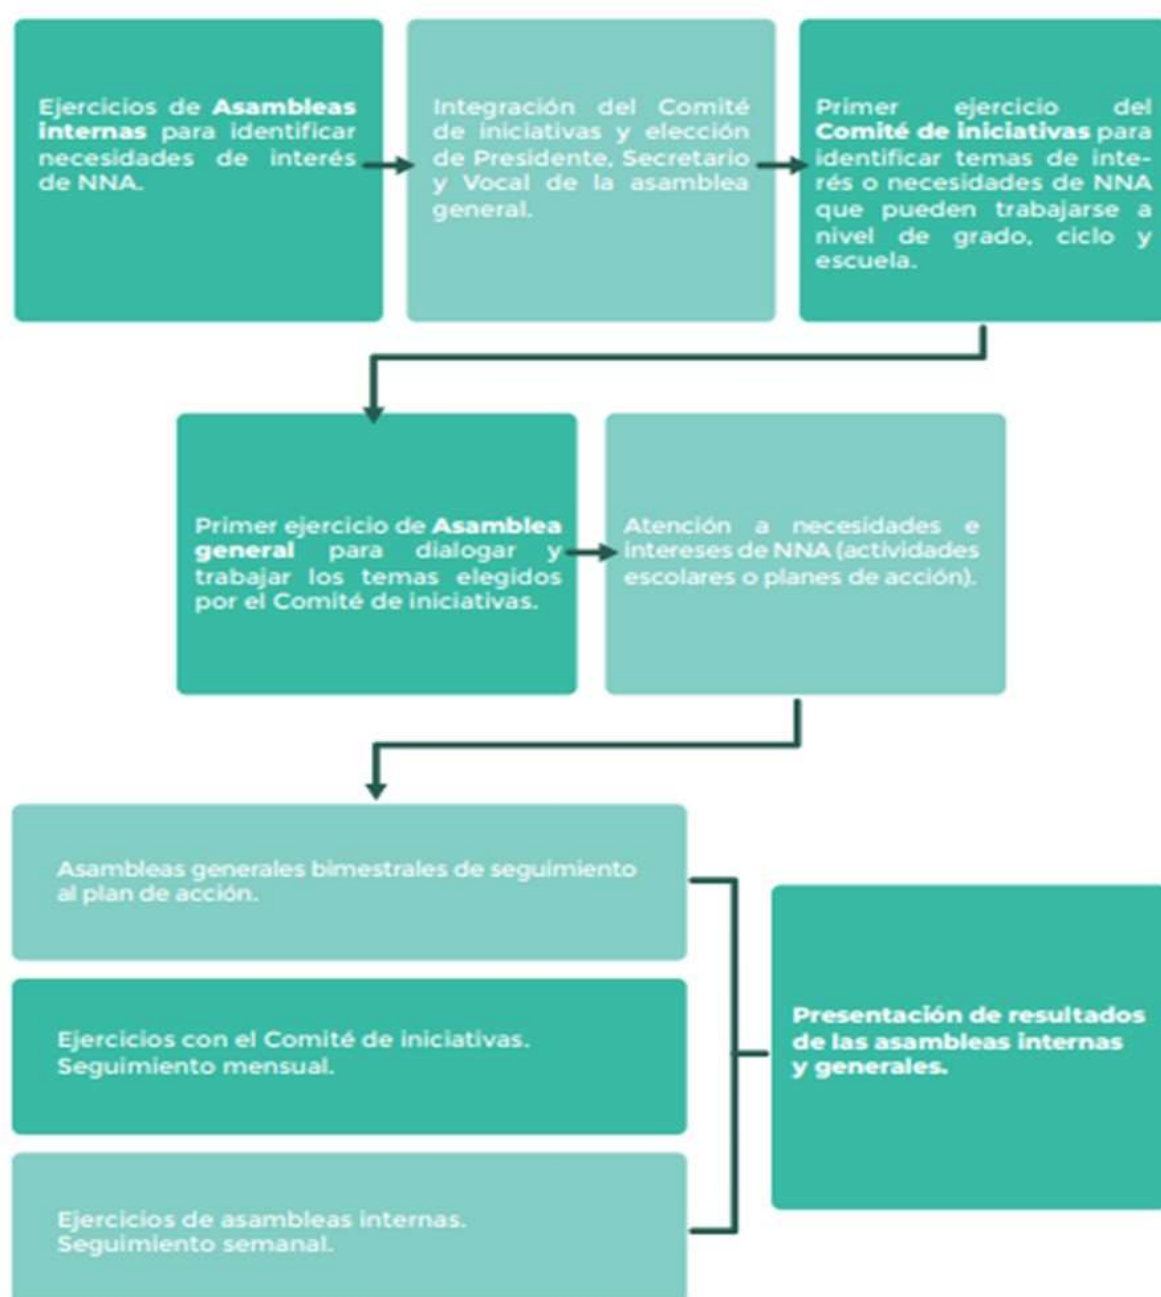 Ejercicios de Asambleas
internas para identificar
necesidades de interés
de NNA.
Integración del Comité
de iniciativas y elección
de Presidente, Secretario
y Vocal de la asamblea
general.
Primer ejercicio del
Comité de iniciativas para
identificar temas de inte-
rés o necesidades de NNA
que pueden trabajarse a
nivel de grado, ciclo y
escuela.
Primer ejercicio de Asamblea
general para dialogar y
trabajar los temas elegidos
por el Comité de iniciativas.
Atención a necesidades e
intereses de NNA (actividades
escolares o planes de acción).
Asambleas generales bimestrales de seguimiento
al plan de acción.
Ejercicios con el Comité de iniciativas.
Seguimiento mensual.
Ejercicios de asambleas internas.
Seguimiento semanal.
Presentación de resultados
de las asambleas internas
y generales.